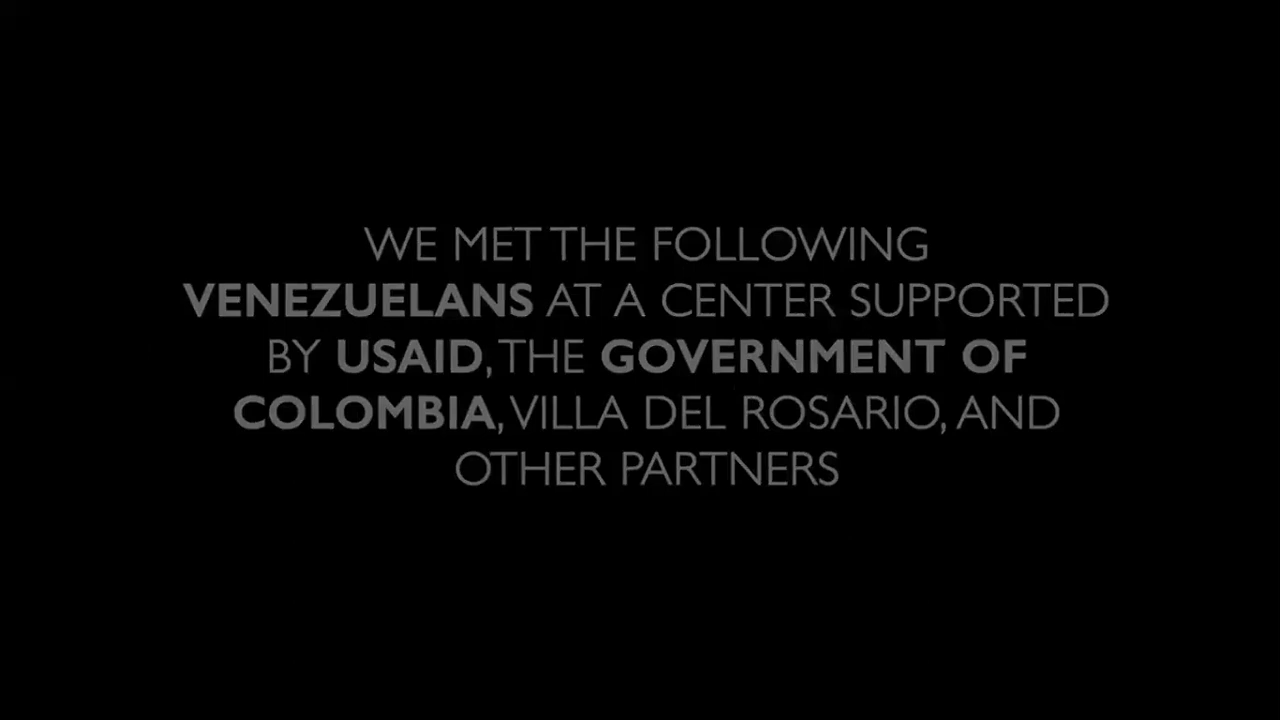 WE MET THE FOLLOWING
VENEZUELANS AT A CENTER SUPPORTED
BY USAID, THE GOVERNMENT OF
COLOMBIA, VILLA DEL ROSARIO, AND
OTHER PARTNERS